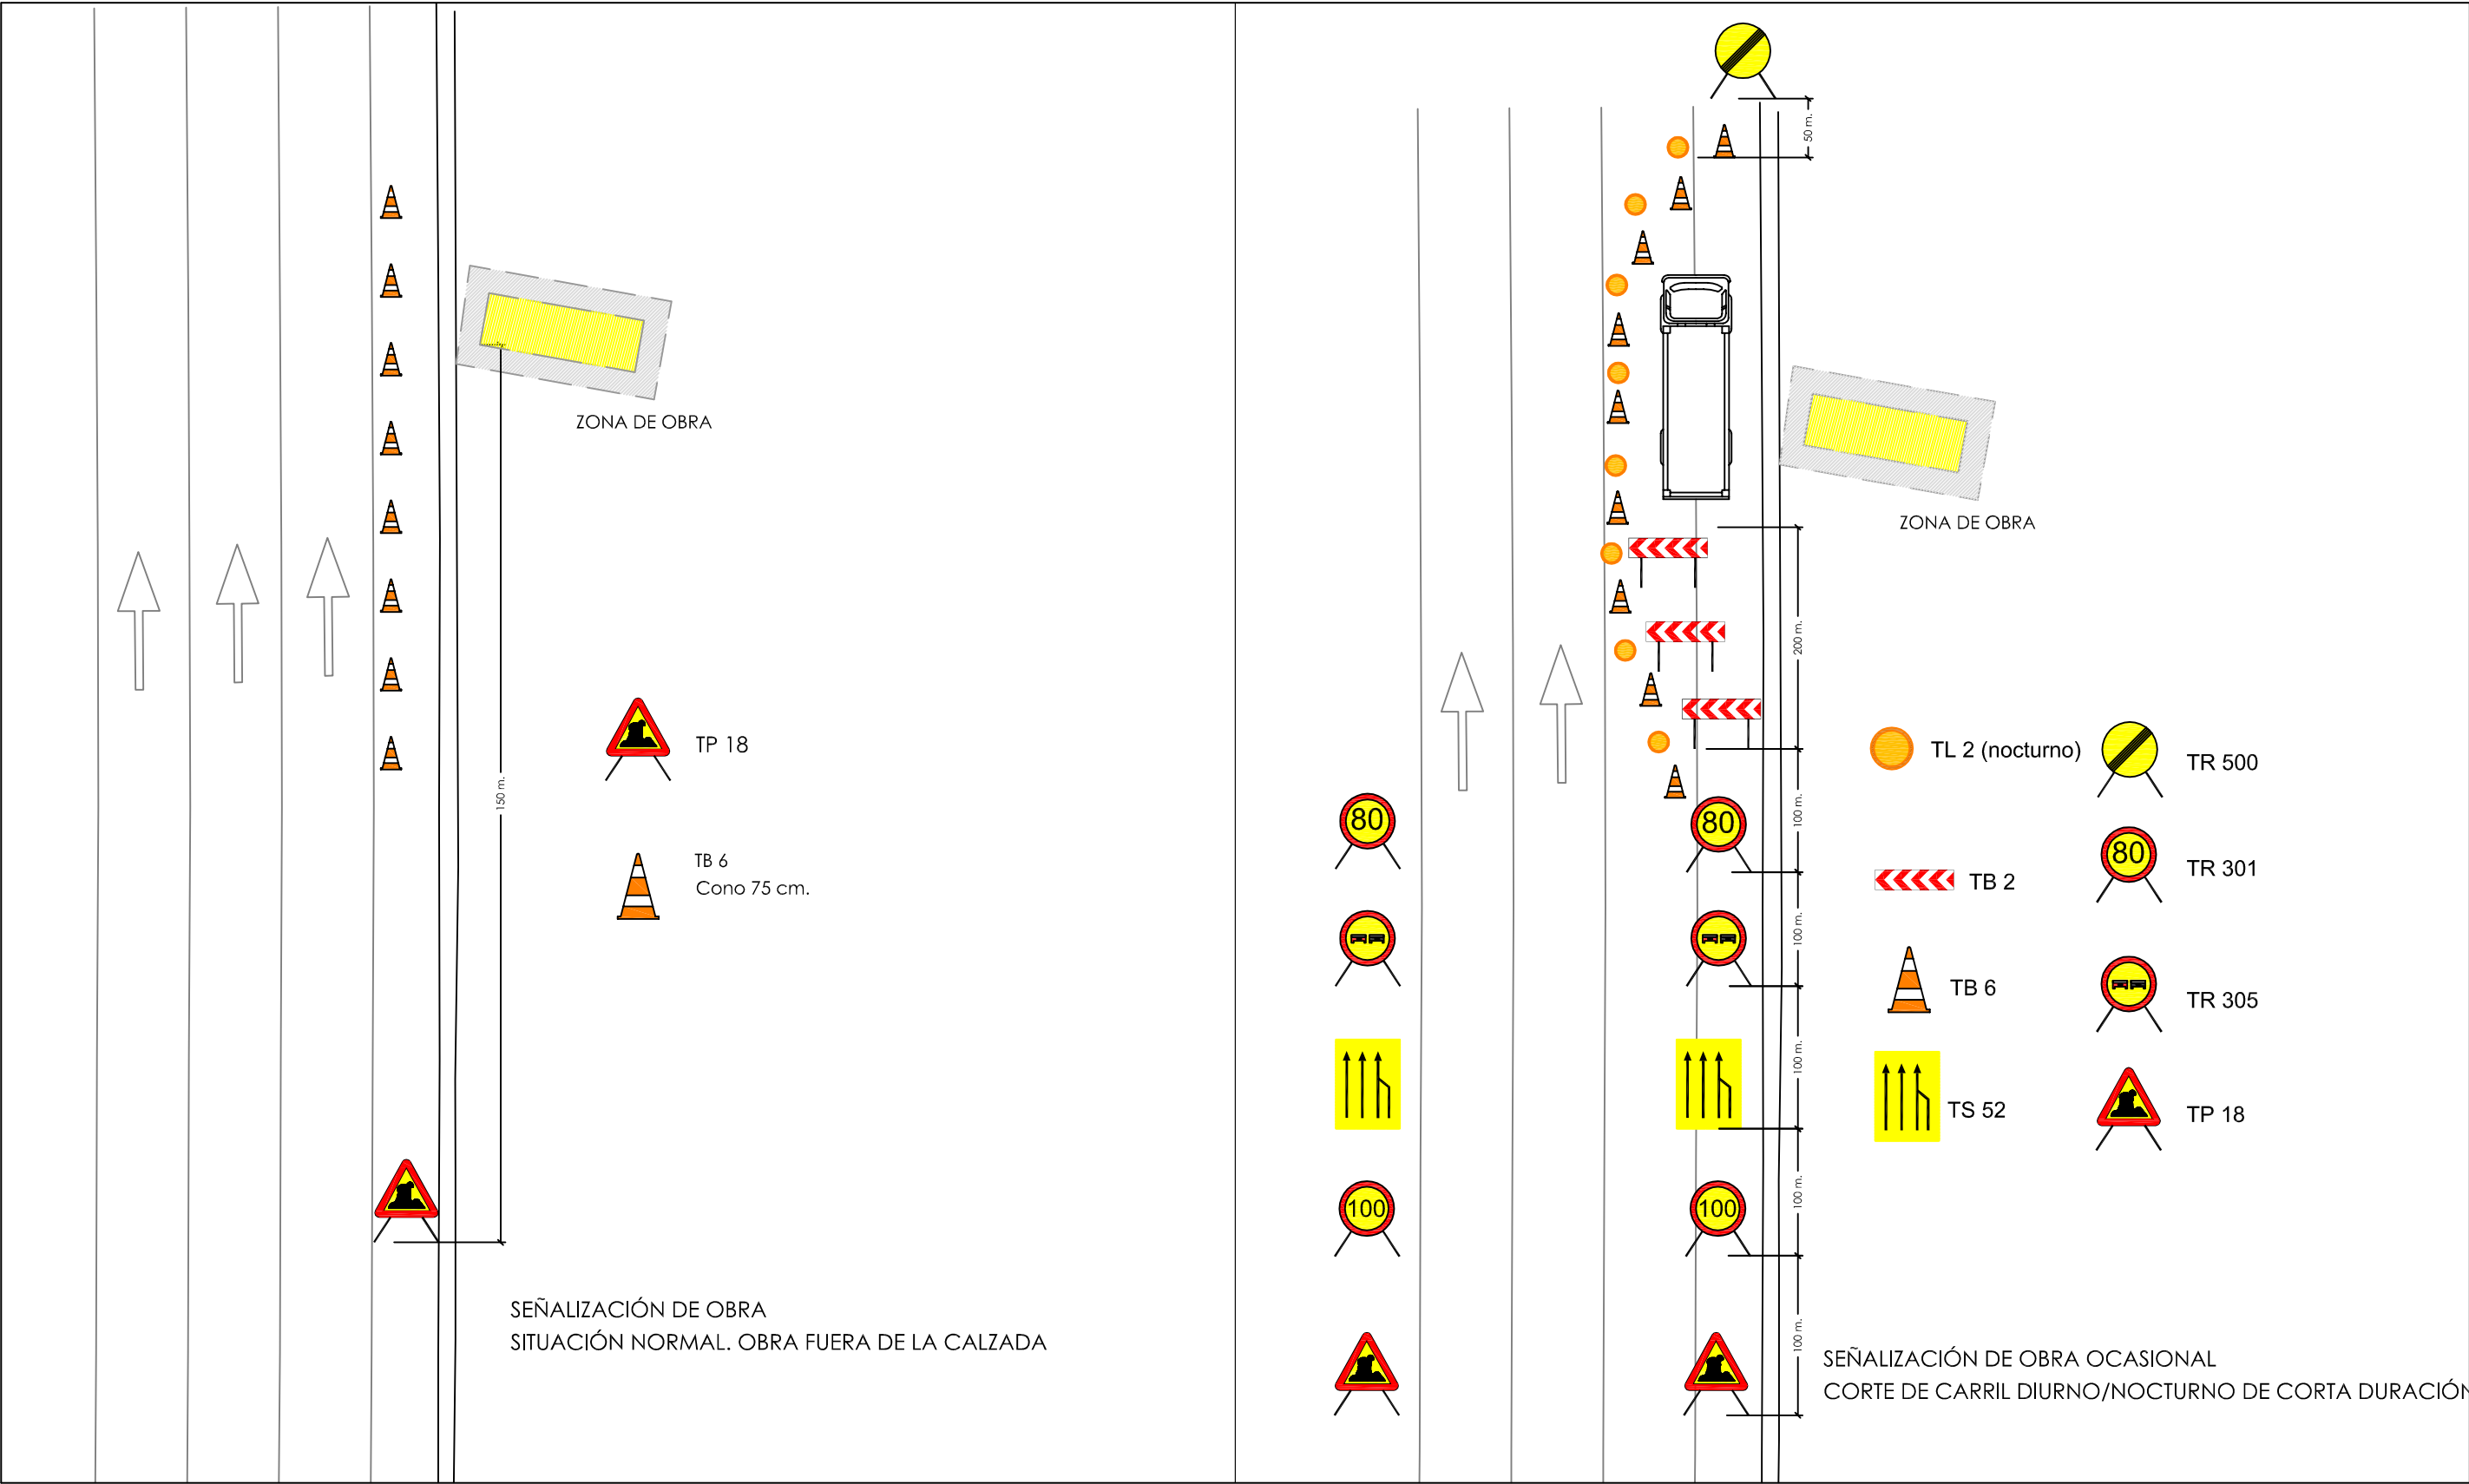 ZONA DE OBRA
150 m.
TP 18
TB 6
Cono 75 cm.
SEÑALIZACIÓN DE OBRA
SITUACIÓN NORMAL. OBRA FUERA DE LA CALZADA
50 m.
ZONA DE OBRA
200 m.
100 m.
100 m.
100 m.
100 m.
100 m.
80
80
100
100
TL 2 (nocturno)
TR 500
80
TR 301
TB 2
TB 6
TR 305
TS 52
TP 18
SEÑALIZACIÓN DE OBRA OCASIONAL
CORTE DE CARRIL DIURNO/NOCTURNO DE CORTA DURACIÓN